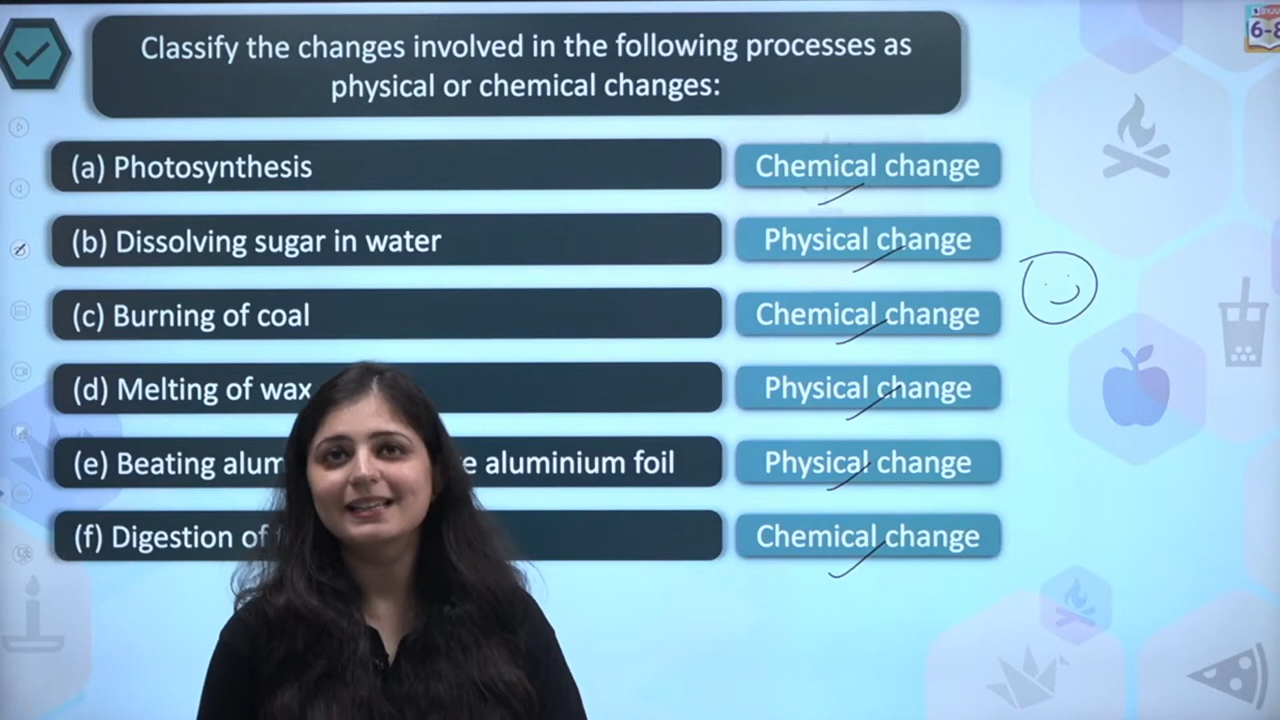 Classify the changes involved in the following processes as
physical or chemical changes:
6-8
(a) Photosynthesis
Chemical change
(b) Dissolving sugar in water
Physical change
(c) Burning of coal
Chemical change
(d) Melting of wax
Physical change
(e) Beating alum e aluminium foil
Physical change
(f) Digestion of
Chemical change